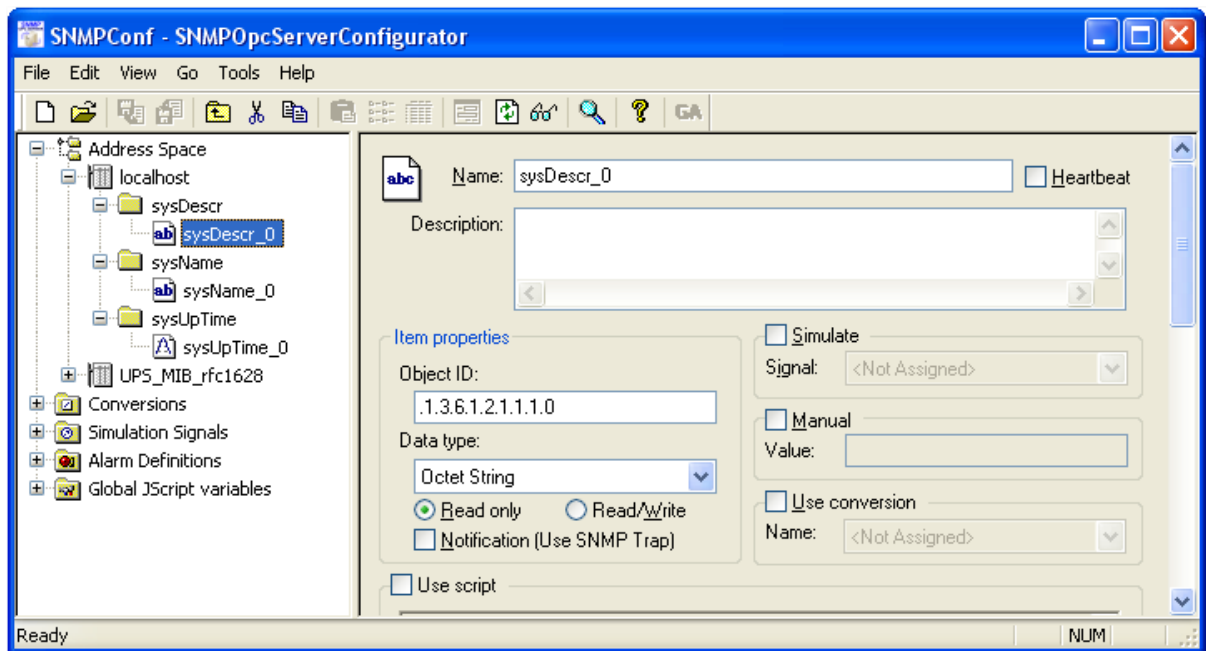 SNMPConf - SNMPOpcServerConfigurator
File Edit View Go Tools Help
GA
Address Space
localhost
sysDescr
ab sysDescr_0
sysName
ab sysName_0
sysUpTime
sysUpTime_0
UPS_MIB_rfc1628
Conversions
Simulation Signals
Alarm Definitions
Global JScript variables
abc Name: sysDescr_0 Heartbeat
Description:
Item properties
Object ID:
.1.3.6.1.2.1.1.1.0
Data type:
Octet String
Read only Read/Write
Notification (Use SNMP Trap)
Simulate
Signal: <Not Assigned>
Manual
Value:
Use conversion
Name: <Not Assigned>
Use script
Ready NUM